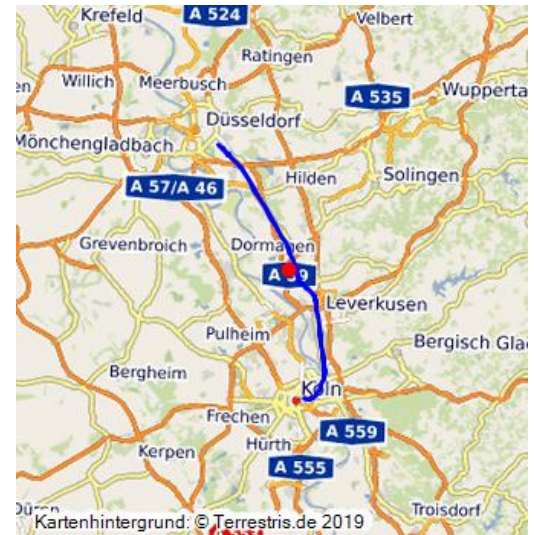 Krefeld
A 524
Velbert
Ratingen
Willich
Meerbusch
A 535
Wupperta
Düsseldorf
Mönchengladbach
Hilden
Solingen
A 57/A 46
Grevenbroich
Dormagen
Leverkusen
Pulheim
Bergisch Gla
Bergheim
Köln
Frechen
Hürth
A 559
Kerpen
A 555
Troisdorf
Kartenhintergrund: © Terrestris.de 2019